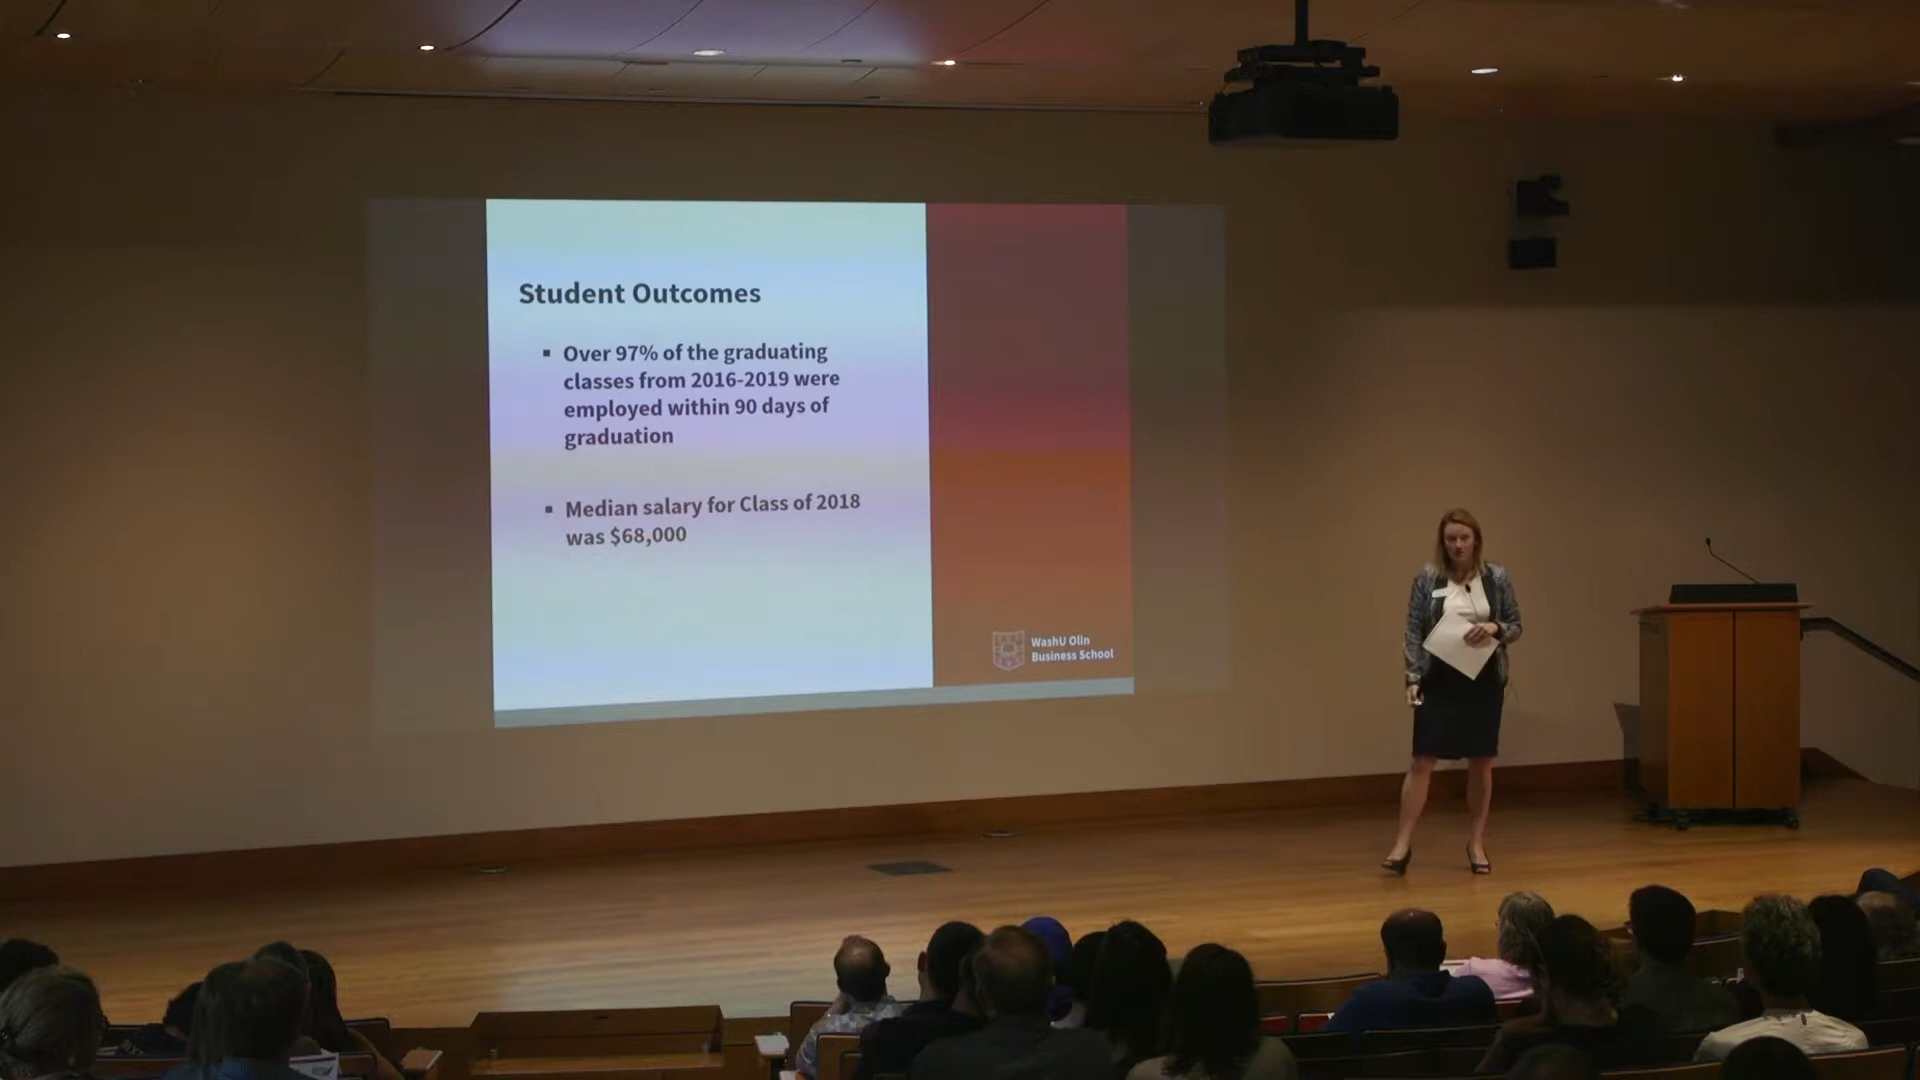 Student Outcomes
▪ Over 97% of the graduating
classes from 2016-2019 were
employed within 90 days of
graduation
▪ Median salary for Class of 2018
was $68,000
WashU Olin
Business School